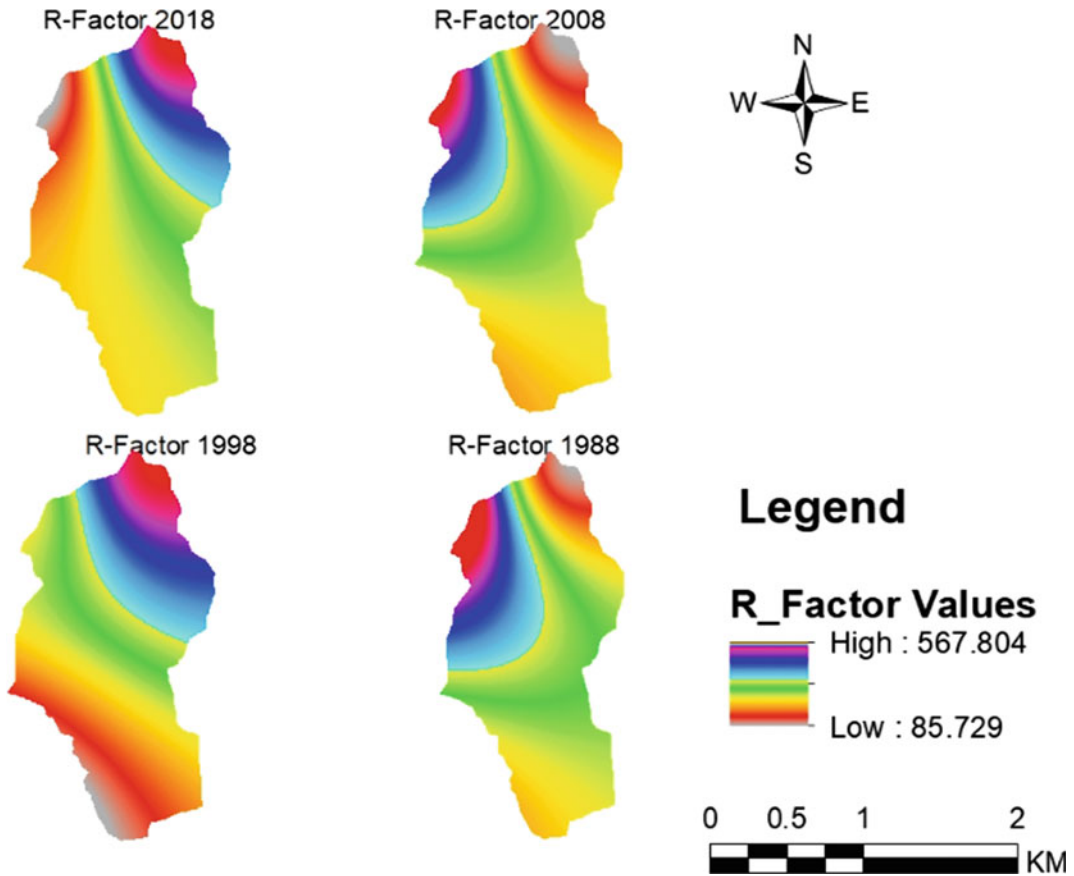 R-Factor 2018
R-Factor 2008
N
W E
S
R-Factor 1998
R-Factor 1988
Legend
R_Factor Values
High : 567.804
Low : 85.729
0 0.5 1 2
KM